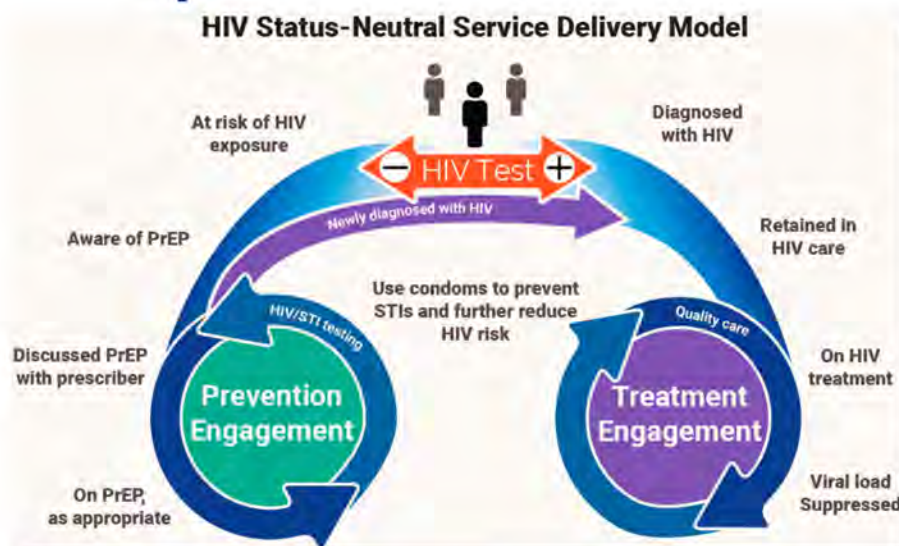 HIV Status-Neutral Service Delivery Model
At risk of HIV
exposure
Diagnosed
with HIV
− HIV Test +
Newly diagnosed with HIV
Aware of PrEP
Retained in
HIV care
Use condoms to prevent
STIs and further reduce
HIV risk
HIV/STI testing
Quality care
Discussed PrEP
with prescriber
Prevention
Engagement
Treatment
Engagement
On HIV
treatment
On PrEP,
as appropriate
Viral load
Suppressed